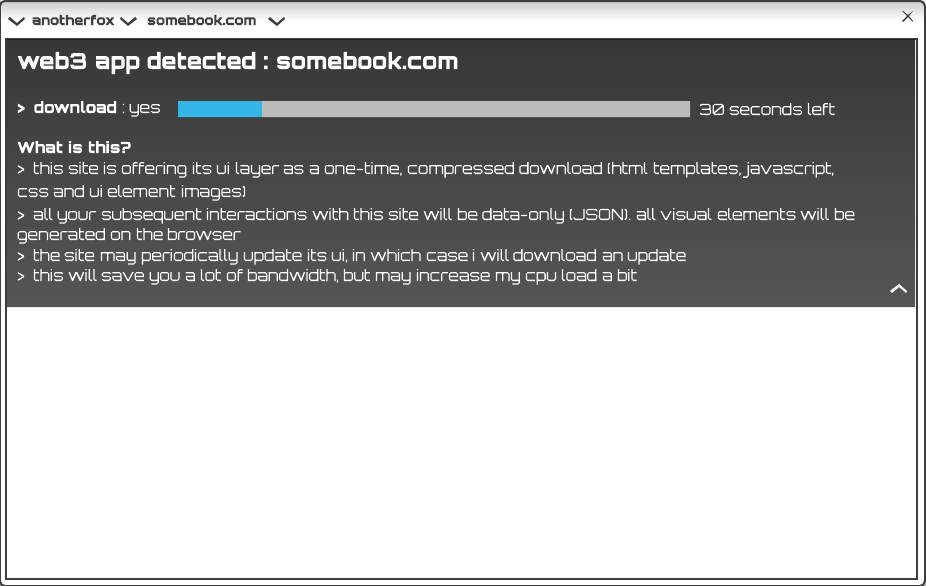 anotherfox somebook.com
web3 app detected : somebook.com
> download : yes 30 seconds left
What is this?
> this site is offering its ui layer as a one-time, compressed download (html templates, javascript,
css and ui element images)
> all your subsequent interactions with this site will be data-only (JSON). all visual elements will be
generated on the browser
> the site may periodically update its ui, in which case i will download an update
> this will save you a lot of bandwidth, but may increase my cpu load a bit